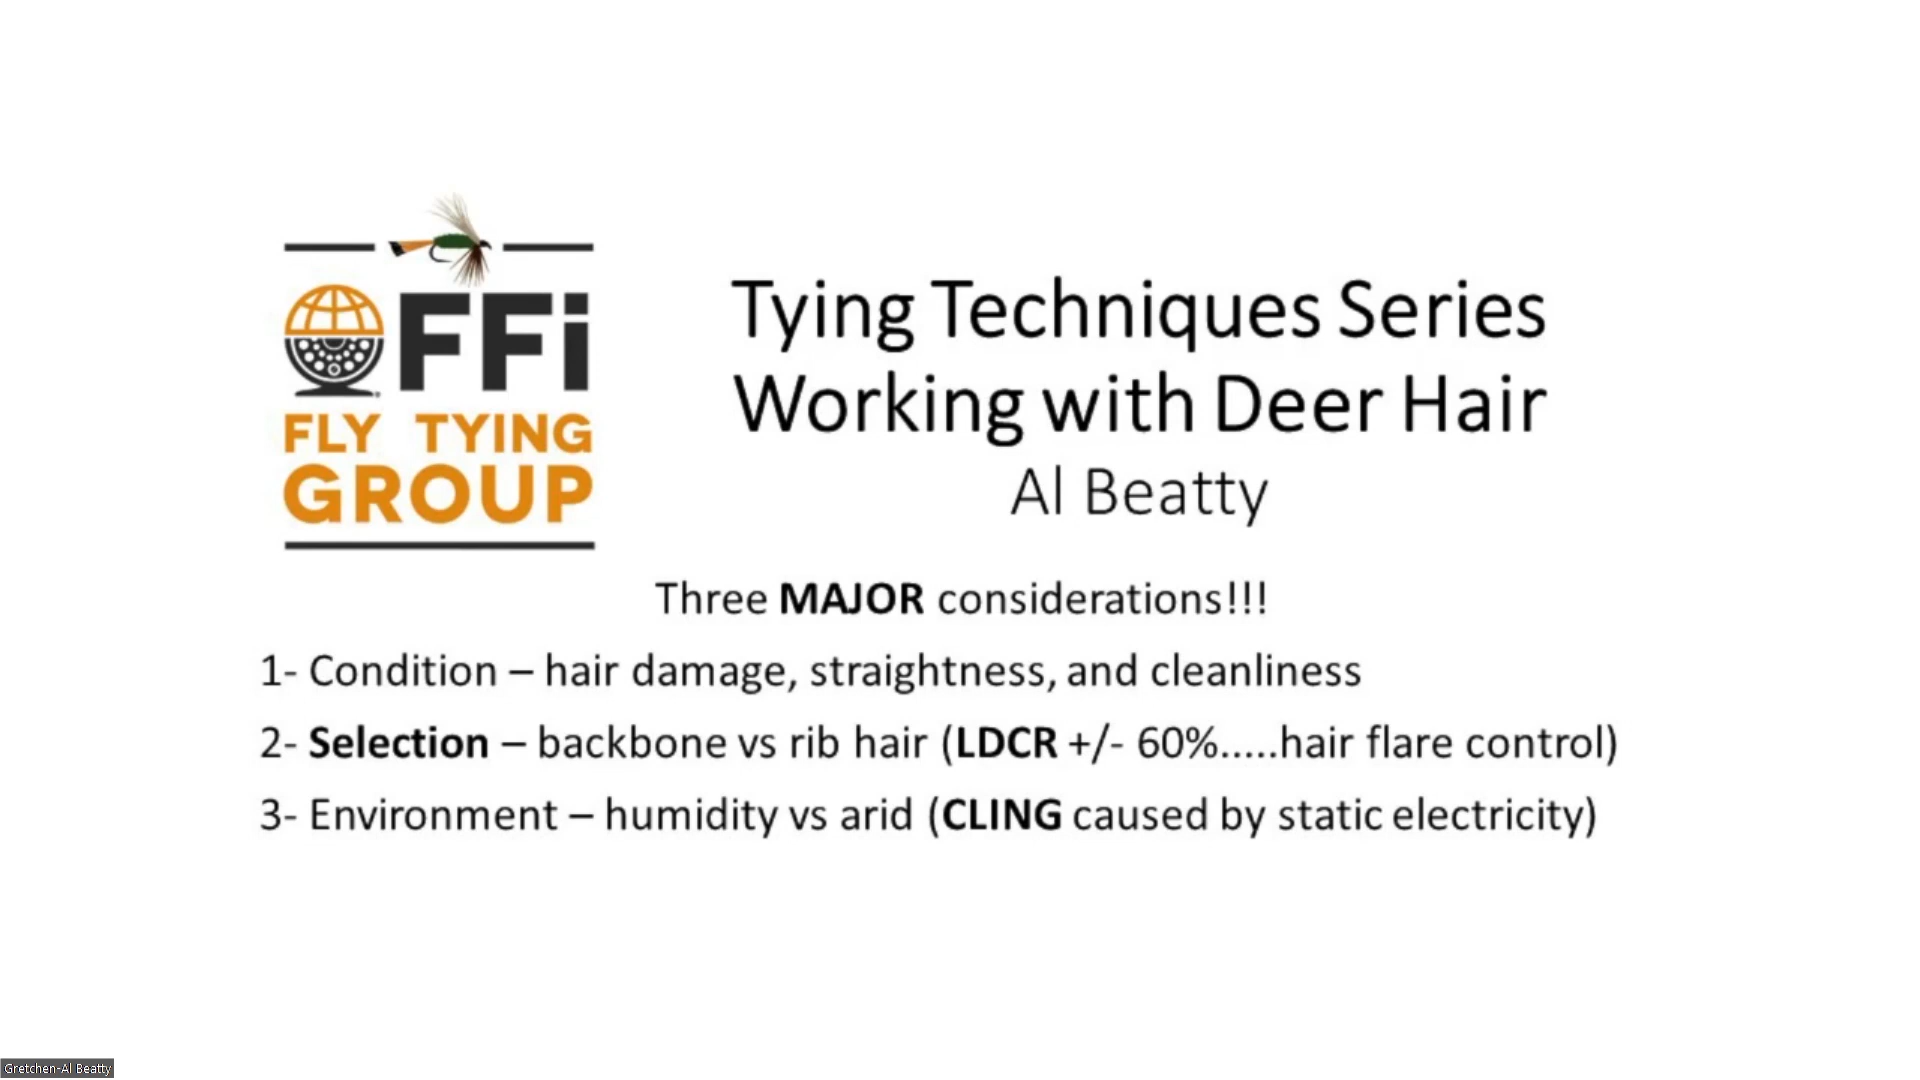 FFi
FLY TYING
GROUP
Tying Techniques Series
Working with Deer Hair
Al Beatty
Three MAJOR considerations!!!
1- Condition – hair damage, straightness, and cleanliness
2- Selection – backbone vs rib hair (LDCR +/- 60%.....hair flare control)
3- Environment – humidity vs arid (CLING caused by static electricity)
Gretchen-Al Beatty